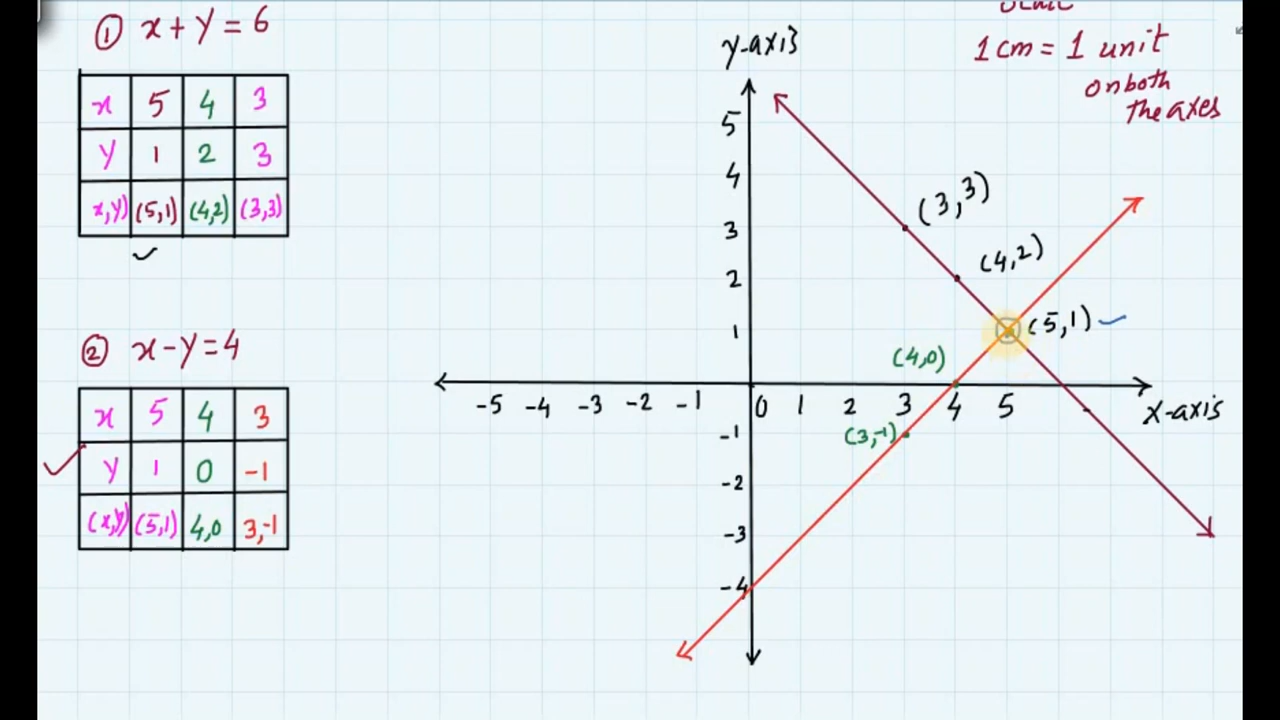 ① x + y = 6
x 5 4 3
y 1 2 3
x,y) (5,1) (4,2) (3,3)
② x - y = 4
x 5 4 3
y 1 0 -1
(x,y) (5,1) 4,0 3,-1
1 cm = 1 unit
on both
the axes
y-axis
5
4
3
2
1
(3,3)
(4,2)
(5,1)
(4,0)
-5 -4 -3 -2 -1 0 1 2 3 4 5
x-axis
(3,-1)
-1
-2
-3
-4